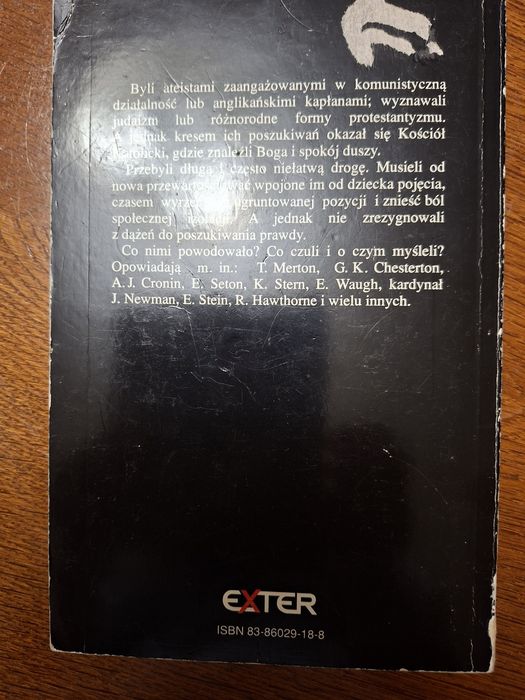 Byli ateistami zaangażowanymi w komunistyczną
działalność lub anglikańskimi kapłanami; wyznawali
judaizm lub różnorodne formy protestantyzmu.
A jednak kresem ich poszukiwań okazał się Kościół
katolicki, gdzie znaleźli Boga i spokój duszy.
Przebyli długą i często niełatwą drogę. Musieli od
nowa przewartościować wpojone im od dziecka pojęcia,
czasem wyrzec się ugruntowanej pozycji i znieść ból
społecznej izolacji. A jednak nie zrezygnowali
z dążeń do poszukiwania prawdy.
Co nimi powodowało? Co czuli i o czym myśleli?
Opowiadają m. in.: T. Merton, G. K. Chesterton,
A. J. Cronin, E. Seton, K. Stern, E. Waugh, kardynał
J. Newman, E. Stein, R. Hawthorne i wielu innych.
EXTER
ISBN 83-86029-18-8